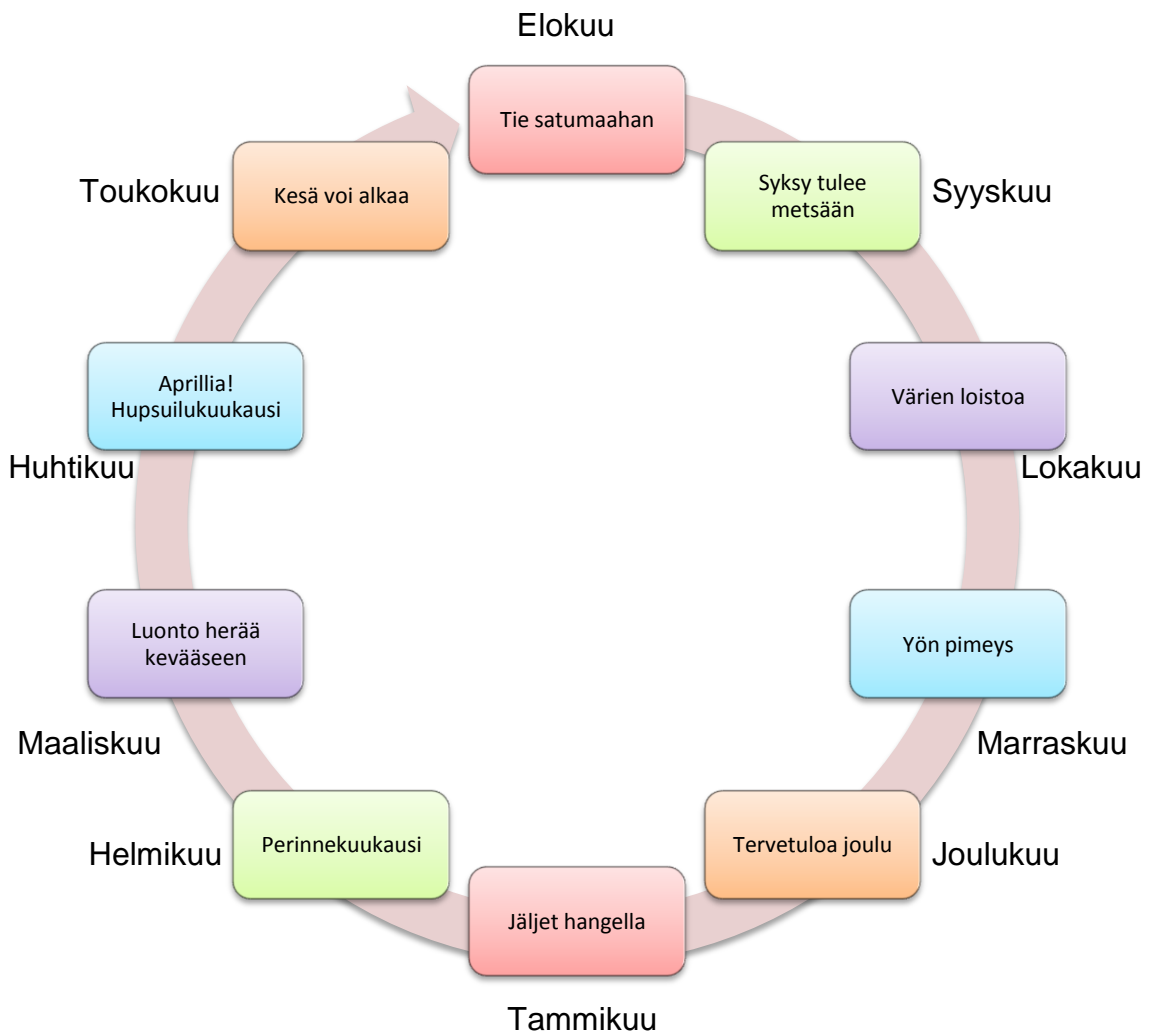 Elokuu
Tie satumaahan
Syksy tulee
metsään
Syyskuu
Värien loistoa
Lokakuu
Yön pimeys
Marraskuu
Tervetuloa joulu
Joulukuu
Jäljet hangella
Tammikuu
Perinnekuukausi
Helmikuu
Luonto herää
kevääseen
Maaliskuu
Aprillia!
Hupsuilukuukausi
Huhtikuu
Kesä voi alkaa
Toukokuu